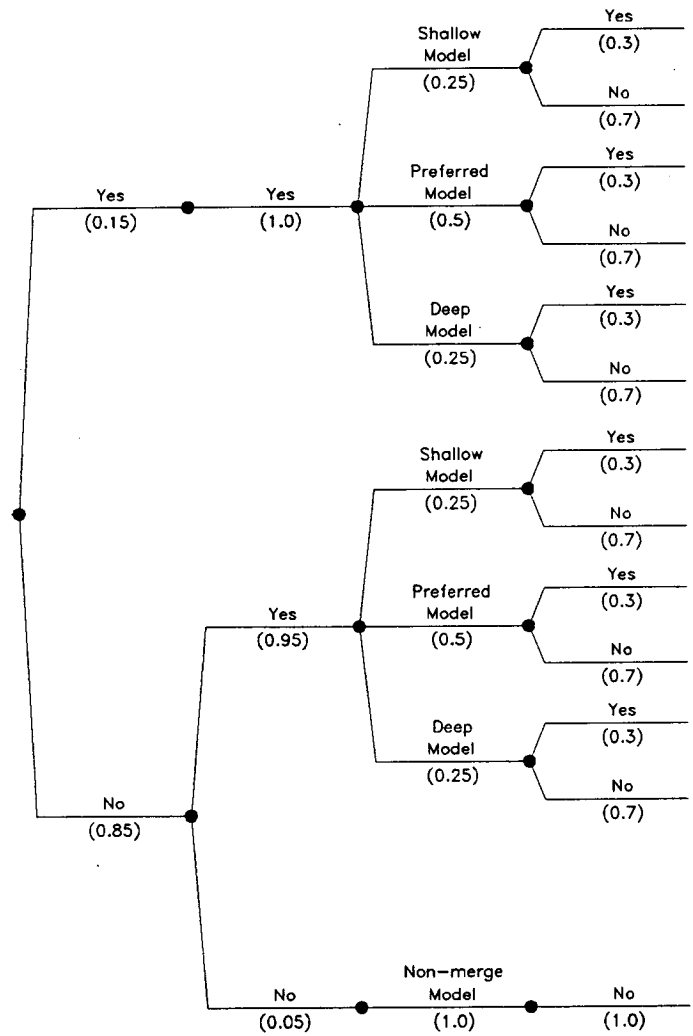 Shallow
Model
(0.25)
Yes
(0.3)
No
(0.7)
Yes
(0.15)
Yes
(1.0)
Preferred
Model
(0.5)
Yes
(0.3)
No
(0.7)
Deep
Model
(0.25)
Yes
(0.3)
No
(0.7)
Shallow
Model
(0.25)
Yes
(0.3)
No
(0.7)
Yes
(0.95)
Preferred
Model
(0.5)
Yes
(0.3)
No
(0.7)
Deep
Model
(0.25)
Yes
(0.3)
No
(0.7)
No
(0.85)
No
(0.05)
Non-merge
Model
(1.0)
No
(1.0)